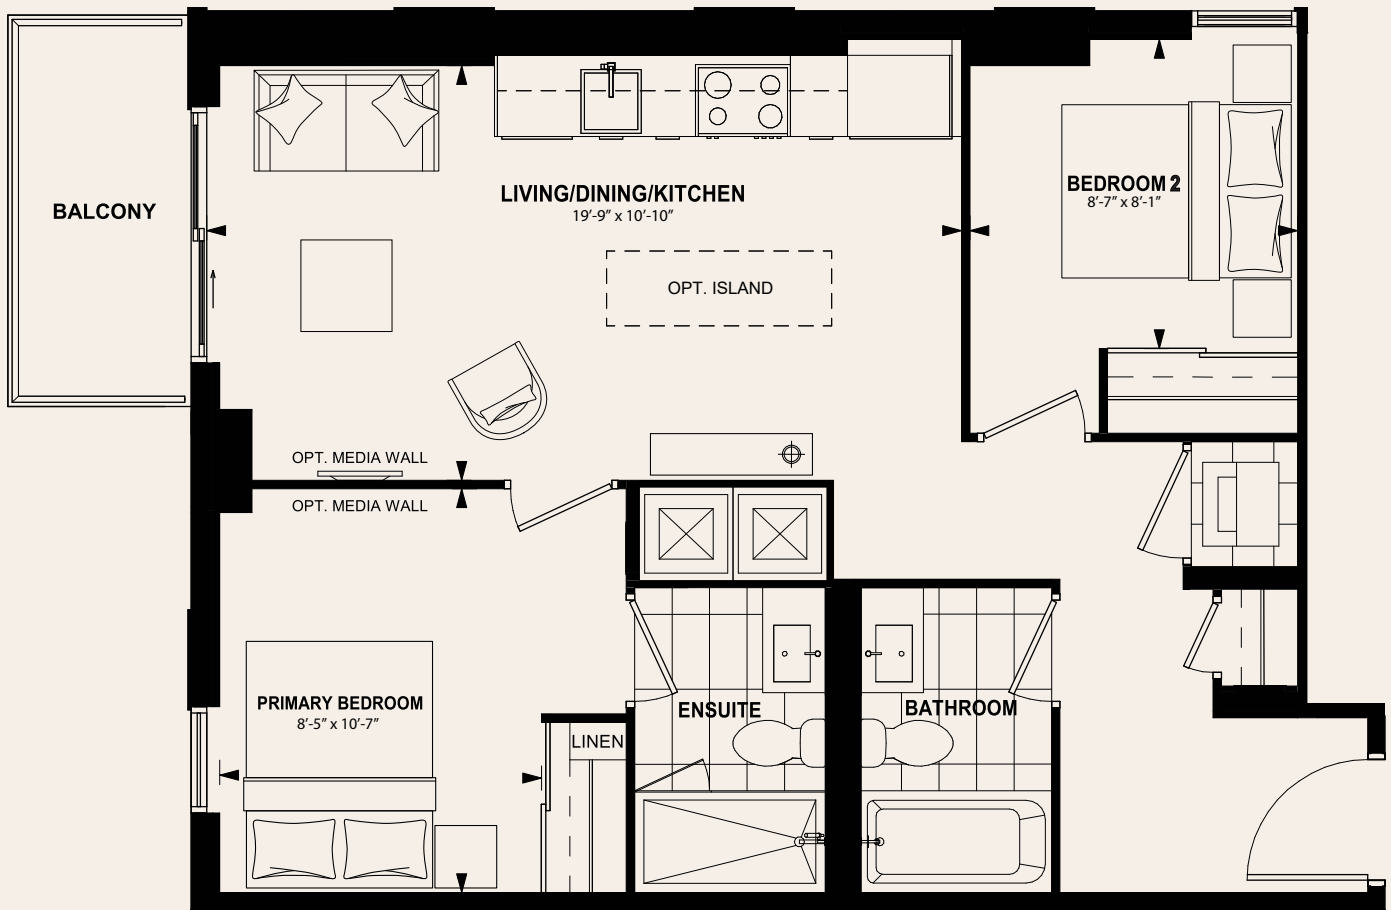 BALCONY
LIVING/DINING/KITCHEN
19'-9" x 10'-10"
BEDROOM 2
8'-7" x 8'-1"
OPT. ISLAND
OPT. MEDIA WALL
OPT. MEDIA WALL
PRIMARY BEDROOM
8'-5" x 10'-7"
LINEN
ENSUITE
BATHROOM